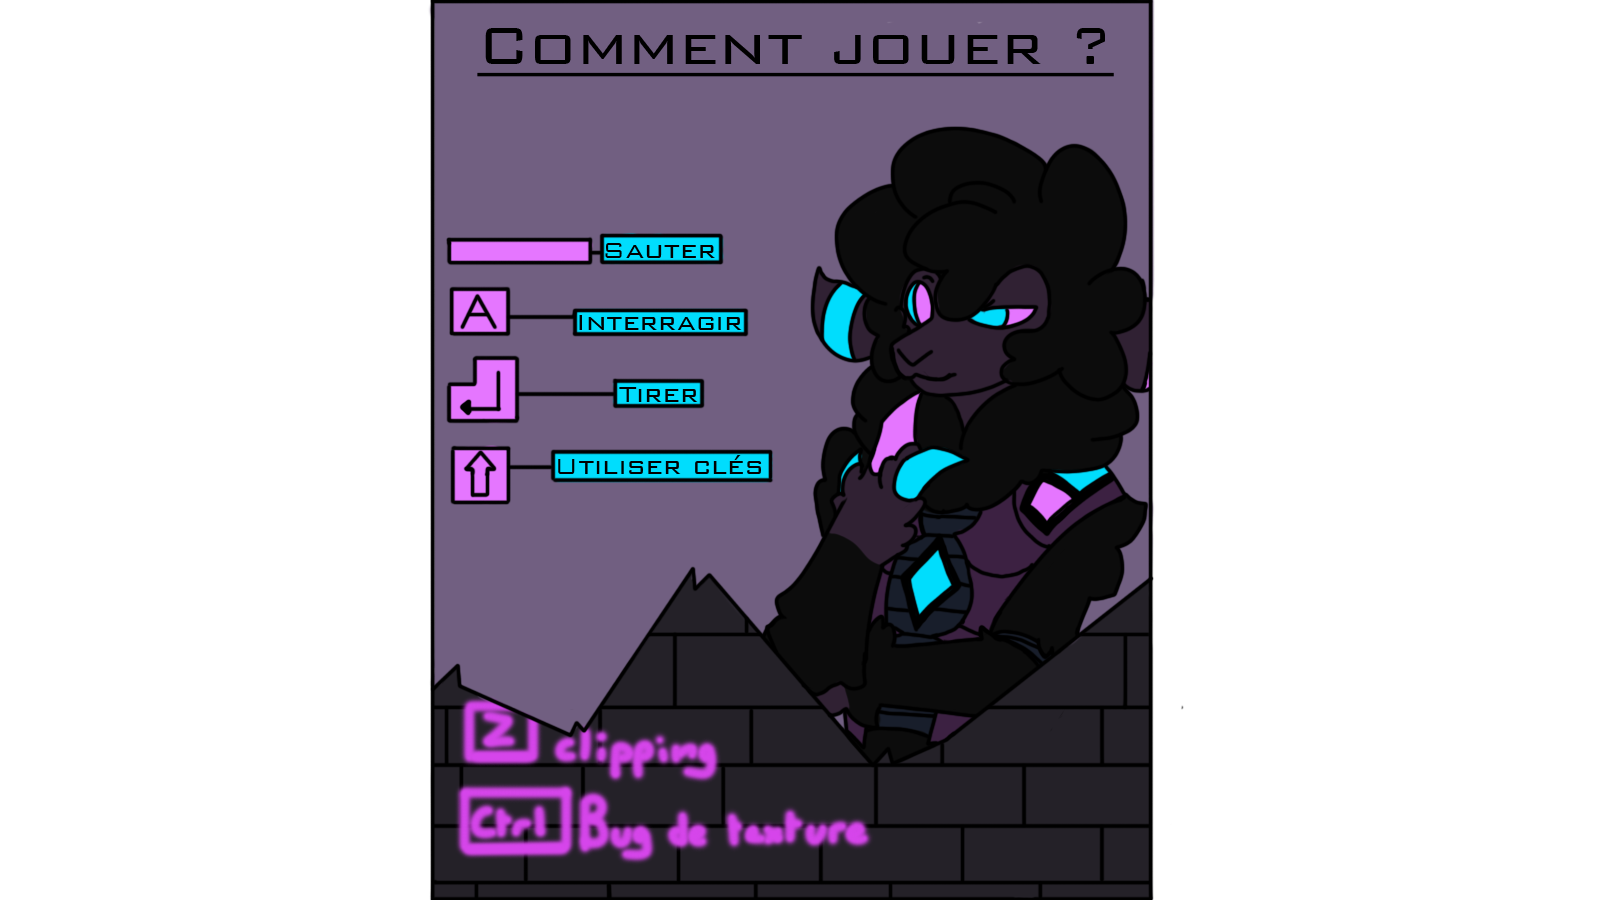 Comment jouer ?
Sauter
A
Interragir
Tirer
Utiliser clés
Z
clipping
Ctrl
Bug de texture